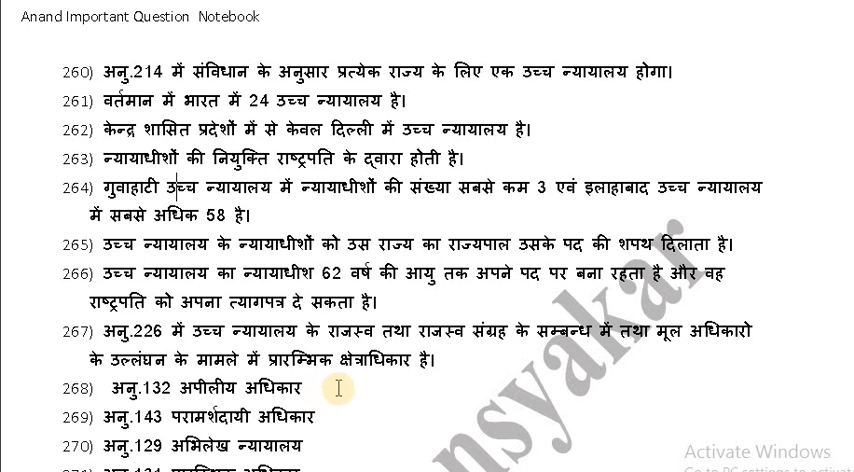 Anand Important Question Notebook
260) अनु.214 में संविधान के अनुसार प्रत्येक राज्य के लिए एक उच्च न्यायालय होगा।
261) वर्तमान में भारत में 24 उच्च न्यायालय है।
262) केन्द्र शासित प्रदेशों में से केवल दिल्ली में उच्च न्यायालय है।
263) न्यायाधीशों की नियुक्ति राष्ट्रपति के द्वारा होती है।
264) गुवाहाटी उच्च न्यायालय में न्यायाधीशों की संख्या सबसे कम 3 एवं इलाहाबाद उच्च न्यायालय
में सबसे अधिक 58 है।
265) उच्च न्यायालय के न्यायाधीशों को उस राज्य का राज्यपाल उसके पद की शपथ दिलाता है।
266) उच्च न्यायालय का न्यायाधीश 62 वर्ष की आयु तक अपने पद पर बना रहता है और वह
राष्ट्रपति को अपना त्यागपत्र दे सकता है।
267) अनु.226 में उच्च न्यायालय के राजस्व तथा राजस्व संग्रह के सम्बन्ध में तथा मूल अधिकारो
के उल्लंघन के मामले में प्रारम्भिक क्षेत्राधिकार है।
268) अनु.132 अपीलीय अधिकार
269) अनु.143 परामर्शदायी अधिकार
270) अनु.129 अभिलेख न्यायालय
nsyakar
Activate Windows